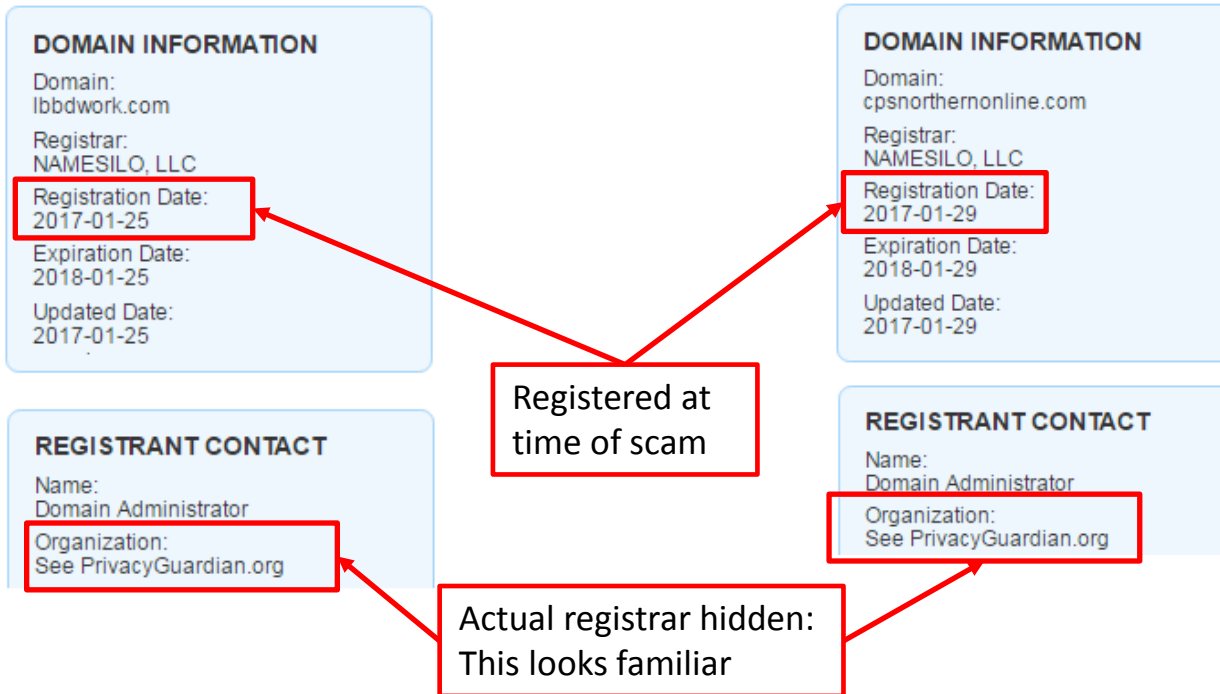 DOMAIN INFORMATION
Domain:
lbbdwork.com
Registrar:
NAMESILO, LLC
Registration Date:
2017-01-25
Expiration Date:
2018-01-25
Updated Date:
2017-01-25
REGISTRANT CONTACT
Name:
Domain Administrator
Organization:
See PrivacyGuardian.org
Registered at
time of scam
Actual registrar hidden:
This looks familiar
DOMAIN INFORMATION
Domain:
cpsnorthernonline.com
Registrar:
NAMESILO, LLC
Registration Date:
2017-01-29
Expiration Date:
2018-01-29
Updated Date:
2017-01-29
REGISTRANT CONTACT
Name:
Domain Administrator
Organization:
See PrivacyGuardian.org